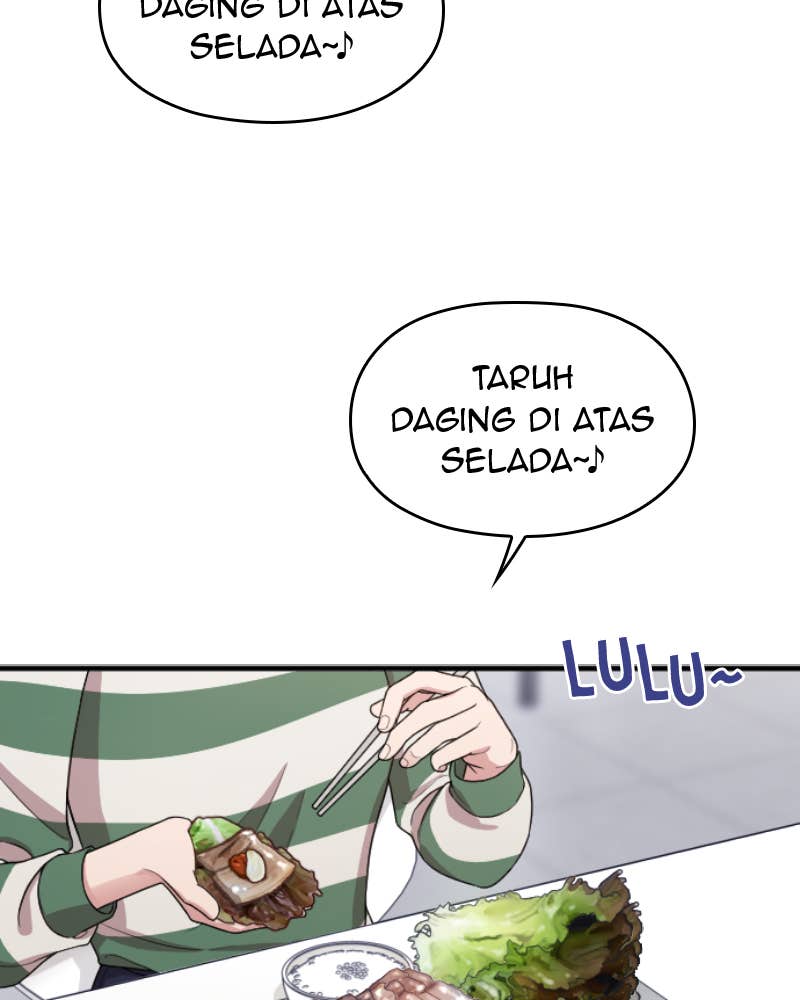 DAGING DI ATAS
SELADA~♪
TARUH
DAGING DI ATAS
SELADA~♪
LULU~